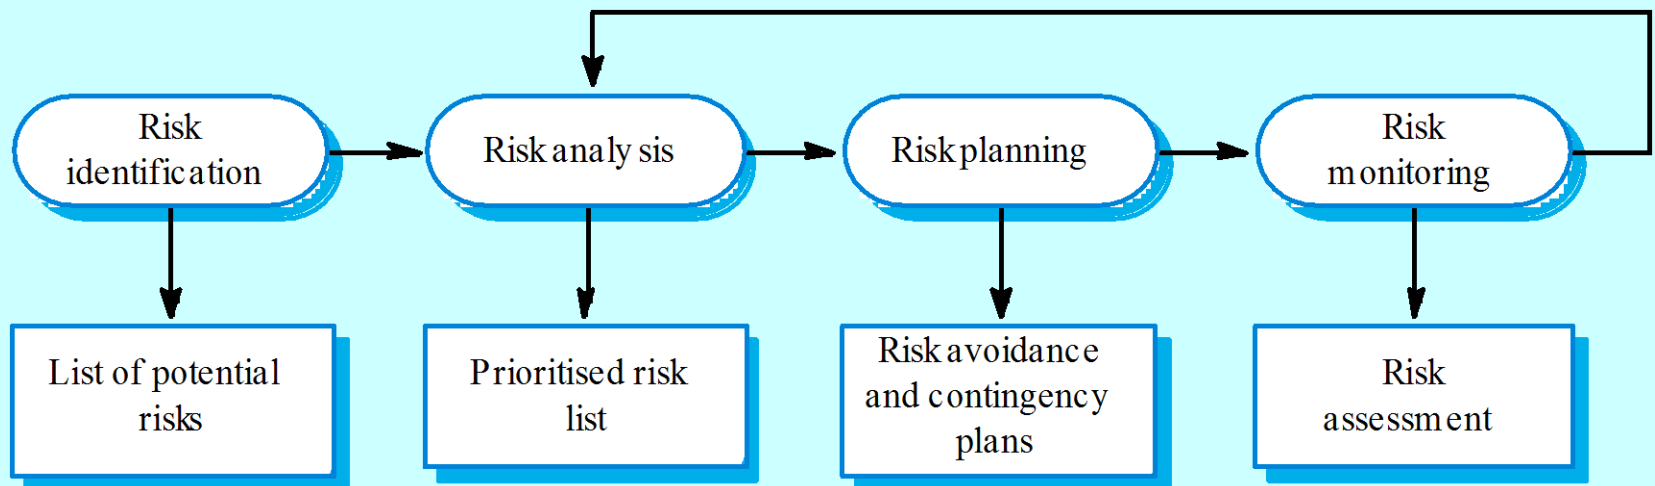 Risk
identification
Risk analysis
Risk planning
Risk
monitoring
List of potential
risks
Prioritised risk
list
Risk avoidance
and contingency
plans
Risk
assessment